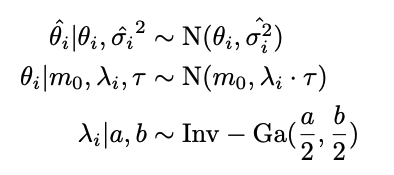 θ̂ᵢ|θᵢ, σ̂ᵢ² ~ N(θᵢ, σ̂ᵢ²)
θᵢ|m₀, λᵢ, τ ~ N(m₀, λᵢ · τ)
λᵢ|a, b ~ Inv − Ga(a/2, b/2)